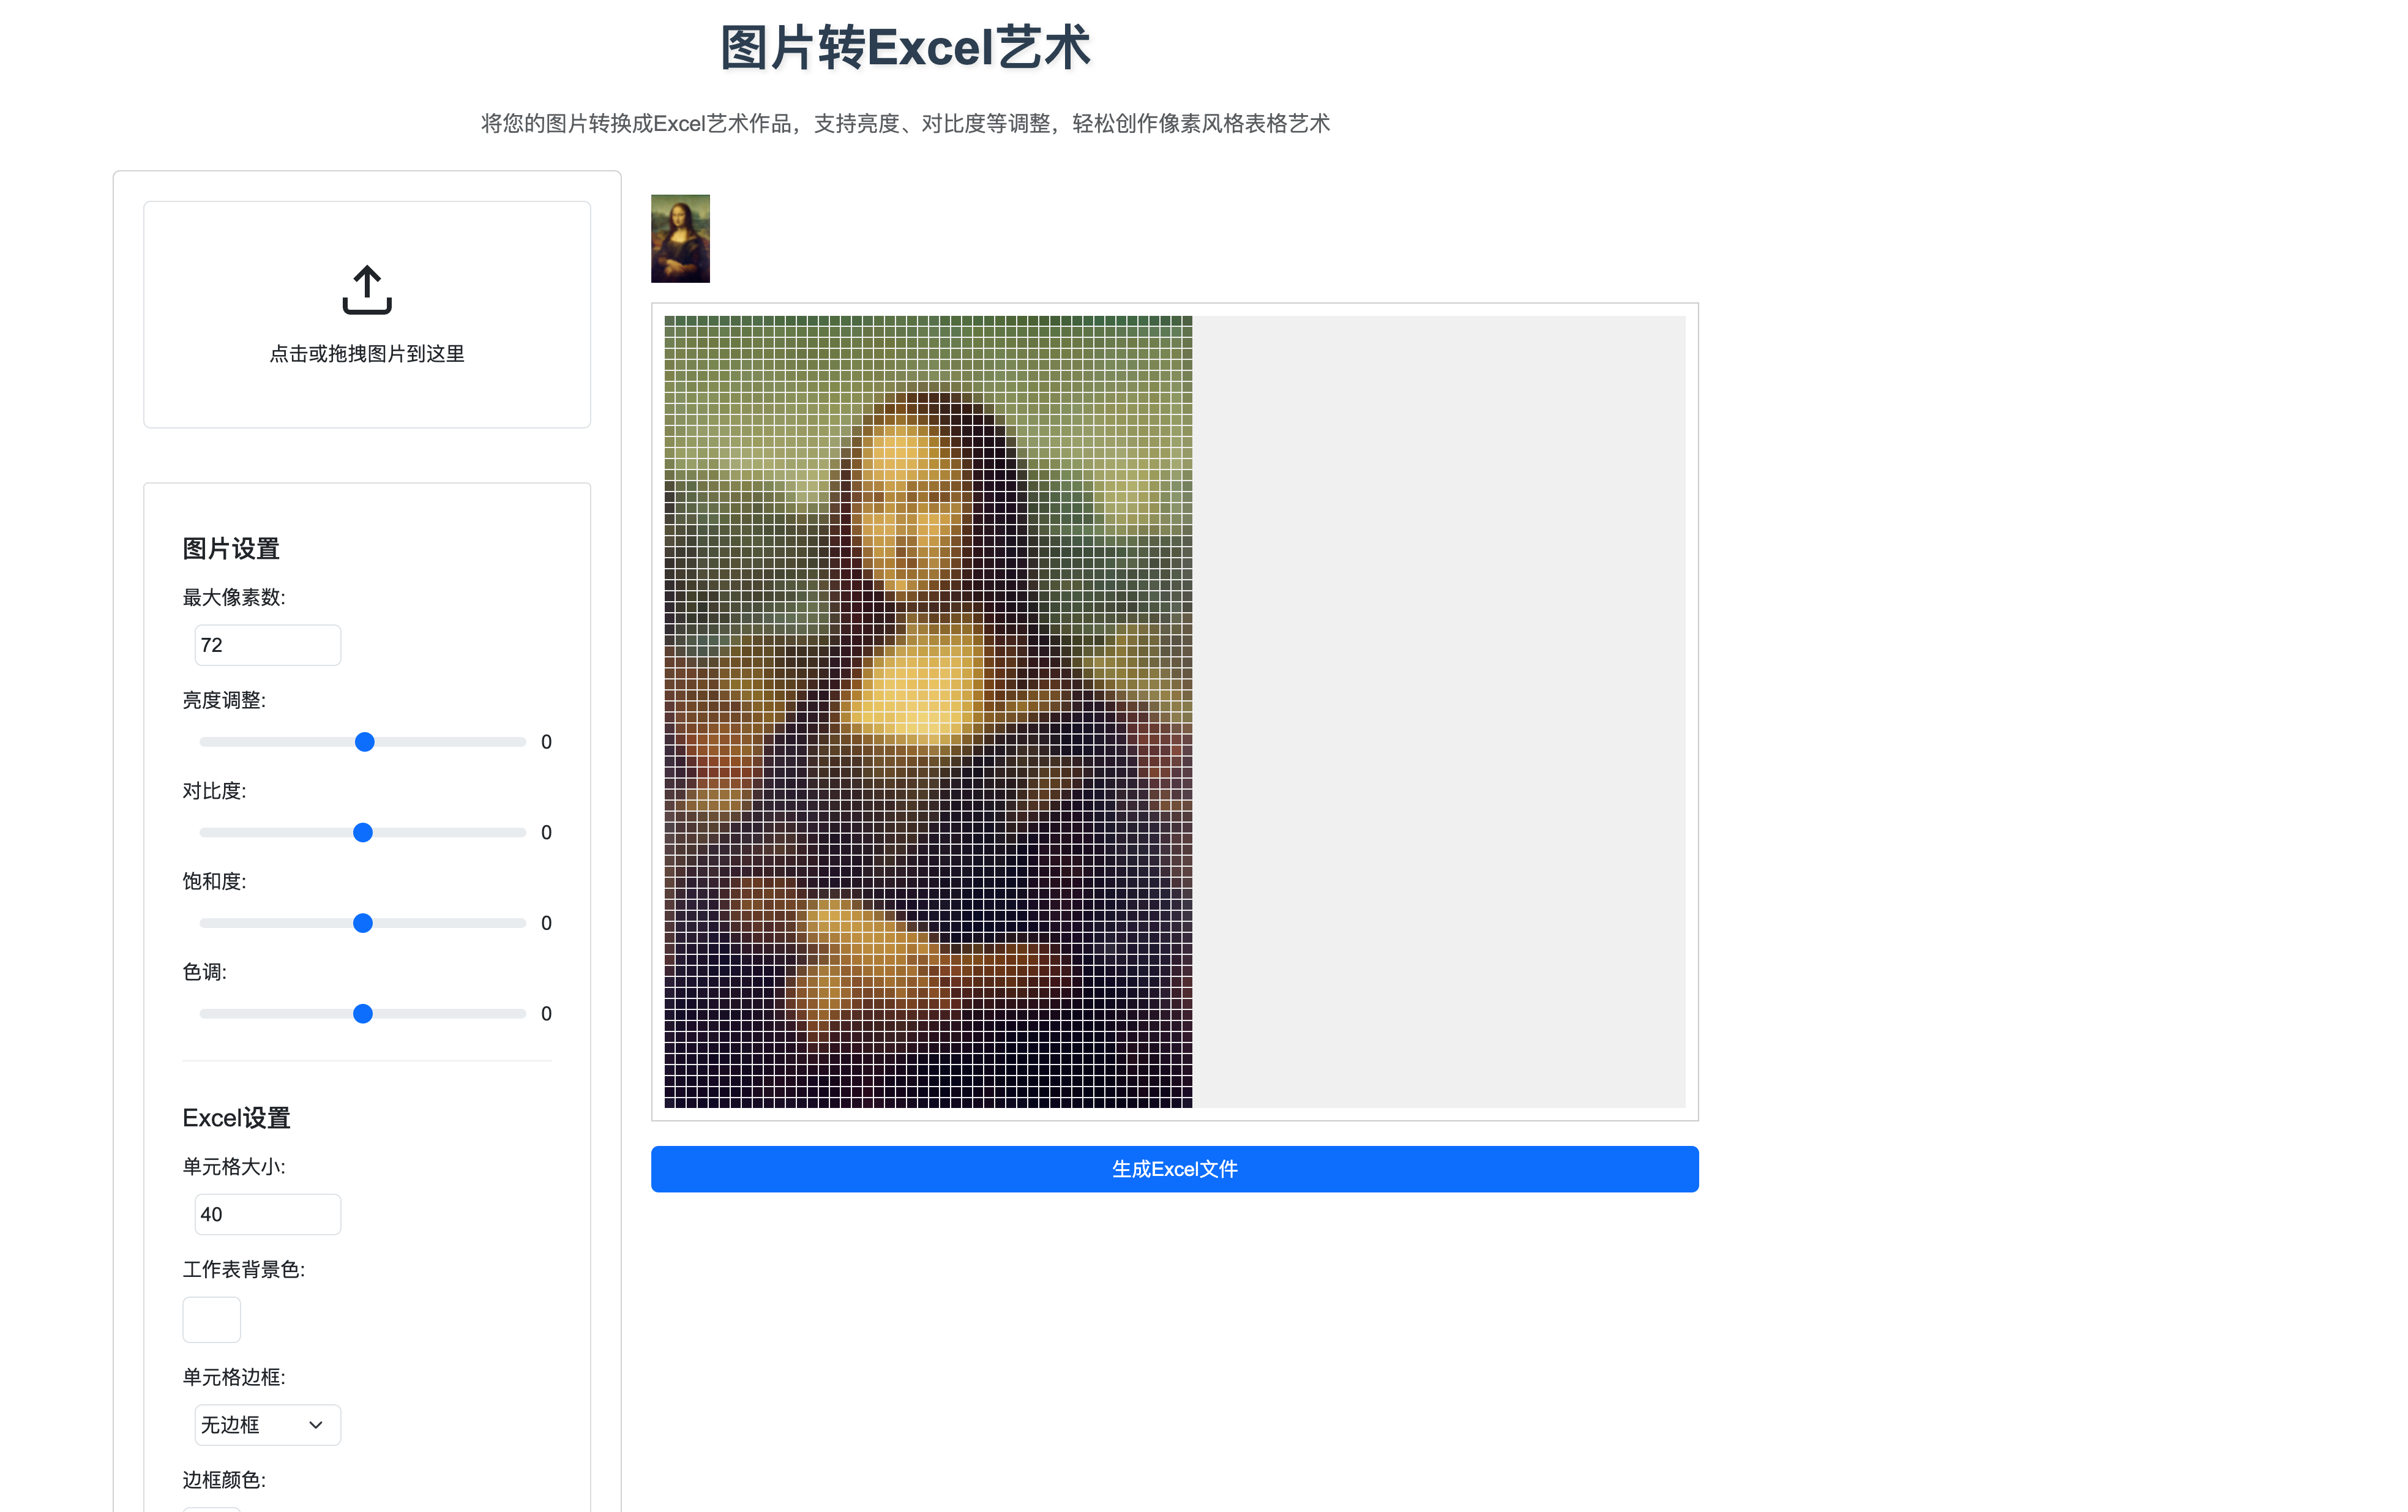 图片转Excel艺术
将您的图片转换成Excel艺术作品，支持亮度、对比度等调整，轻松创作像素风格表格艺术
点击或拖拽图片到这里
图片设置
最大像素数:
72
亮度调整:
0
对比度:
0
饱和度:
0
色调:
0
Excel设置
单元格大小:
40
工作表背景色:
单元格边框:
无边框
边框颜色:
生成Excel文件